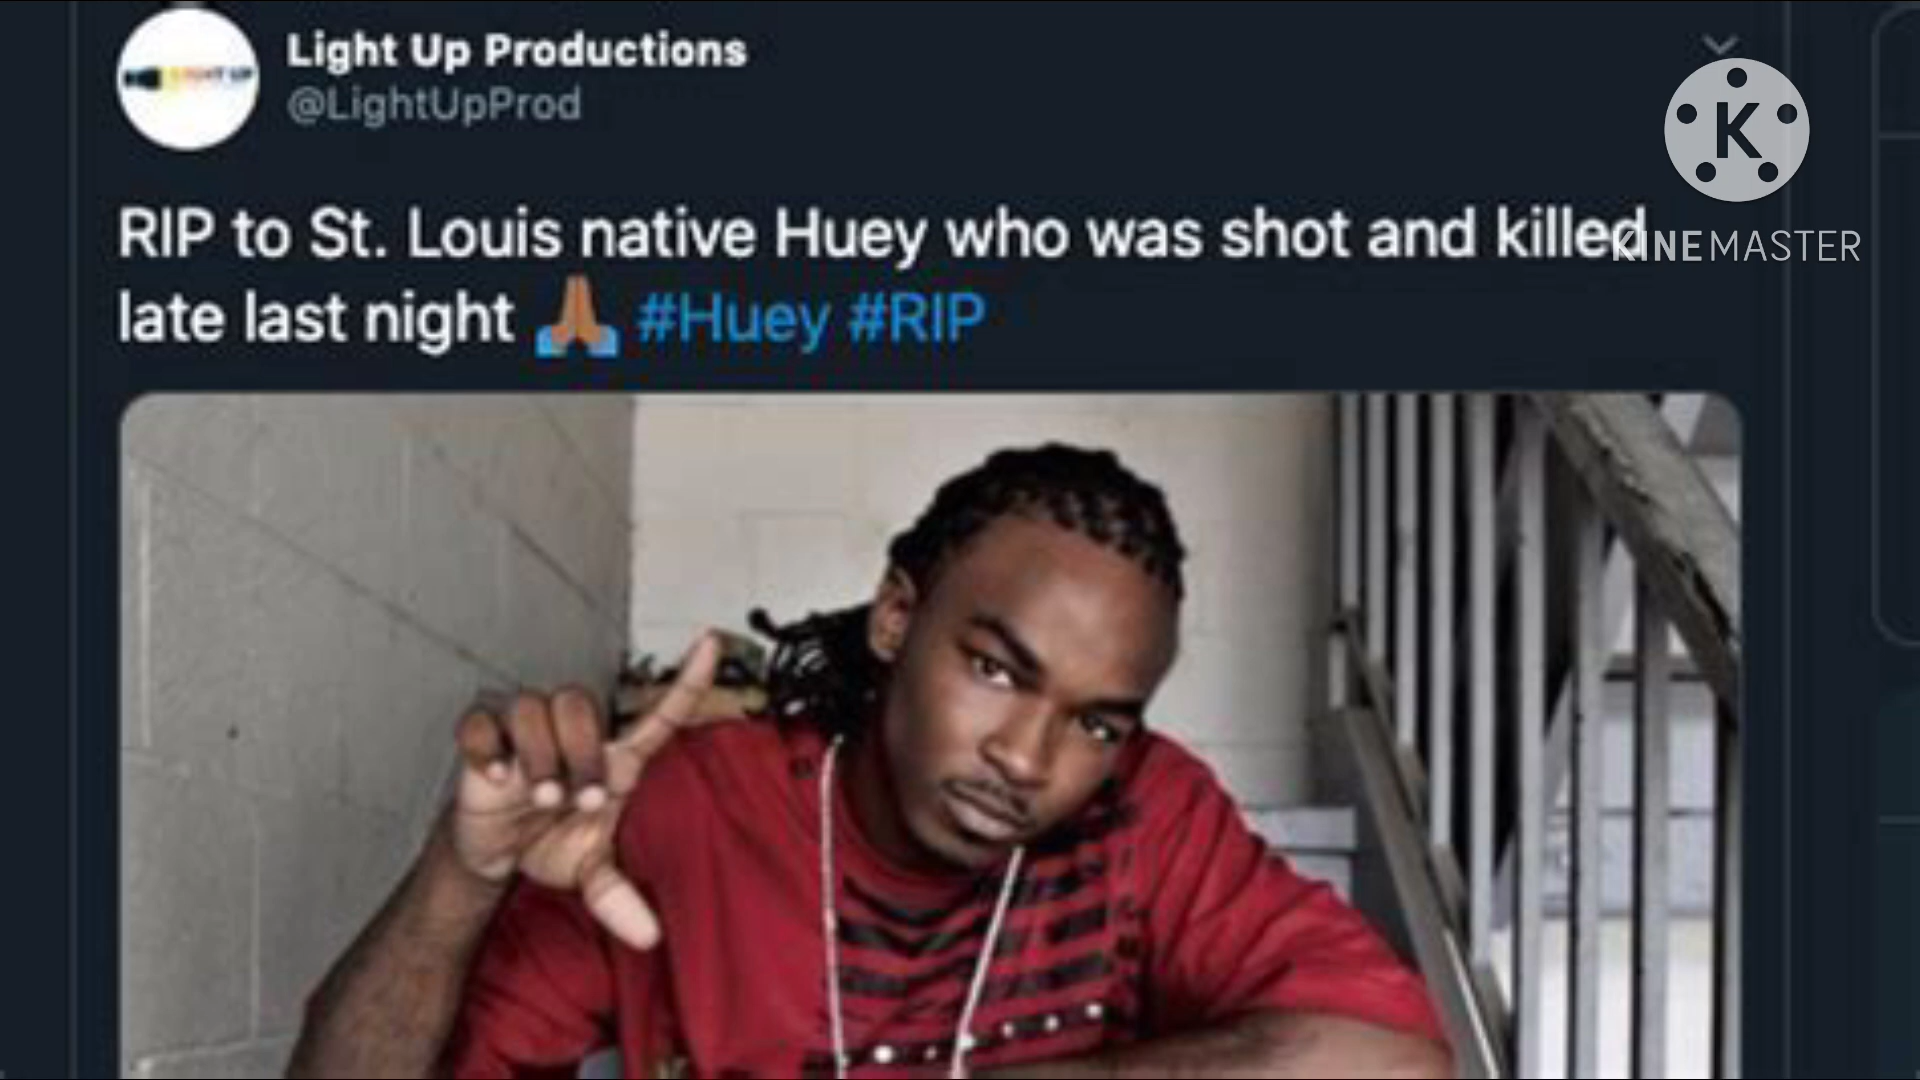 Light Up Productions
@LightUpProd
RIP to St. Louis native Huey who was shot and killed
late last night 🙏🏽 #Huey #RIP
K
KINEMASTER